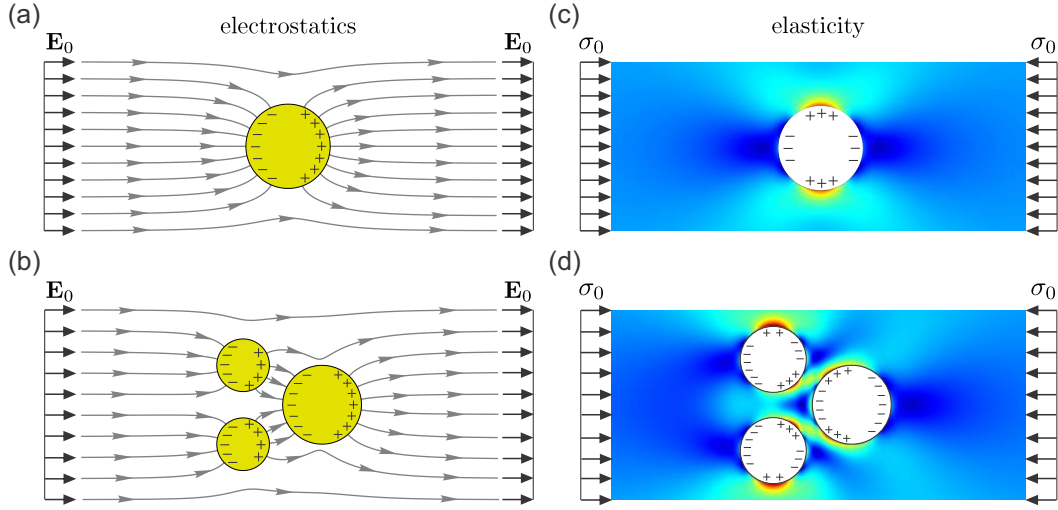 (a) electrostatics (c) elasticity
E₀ E₀ σ₀ σ₀
(b) (d)
E₀ E₀ σ₀ σ₀